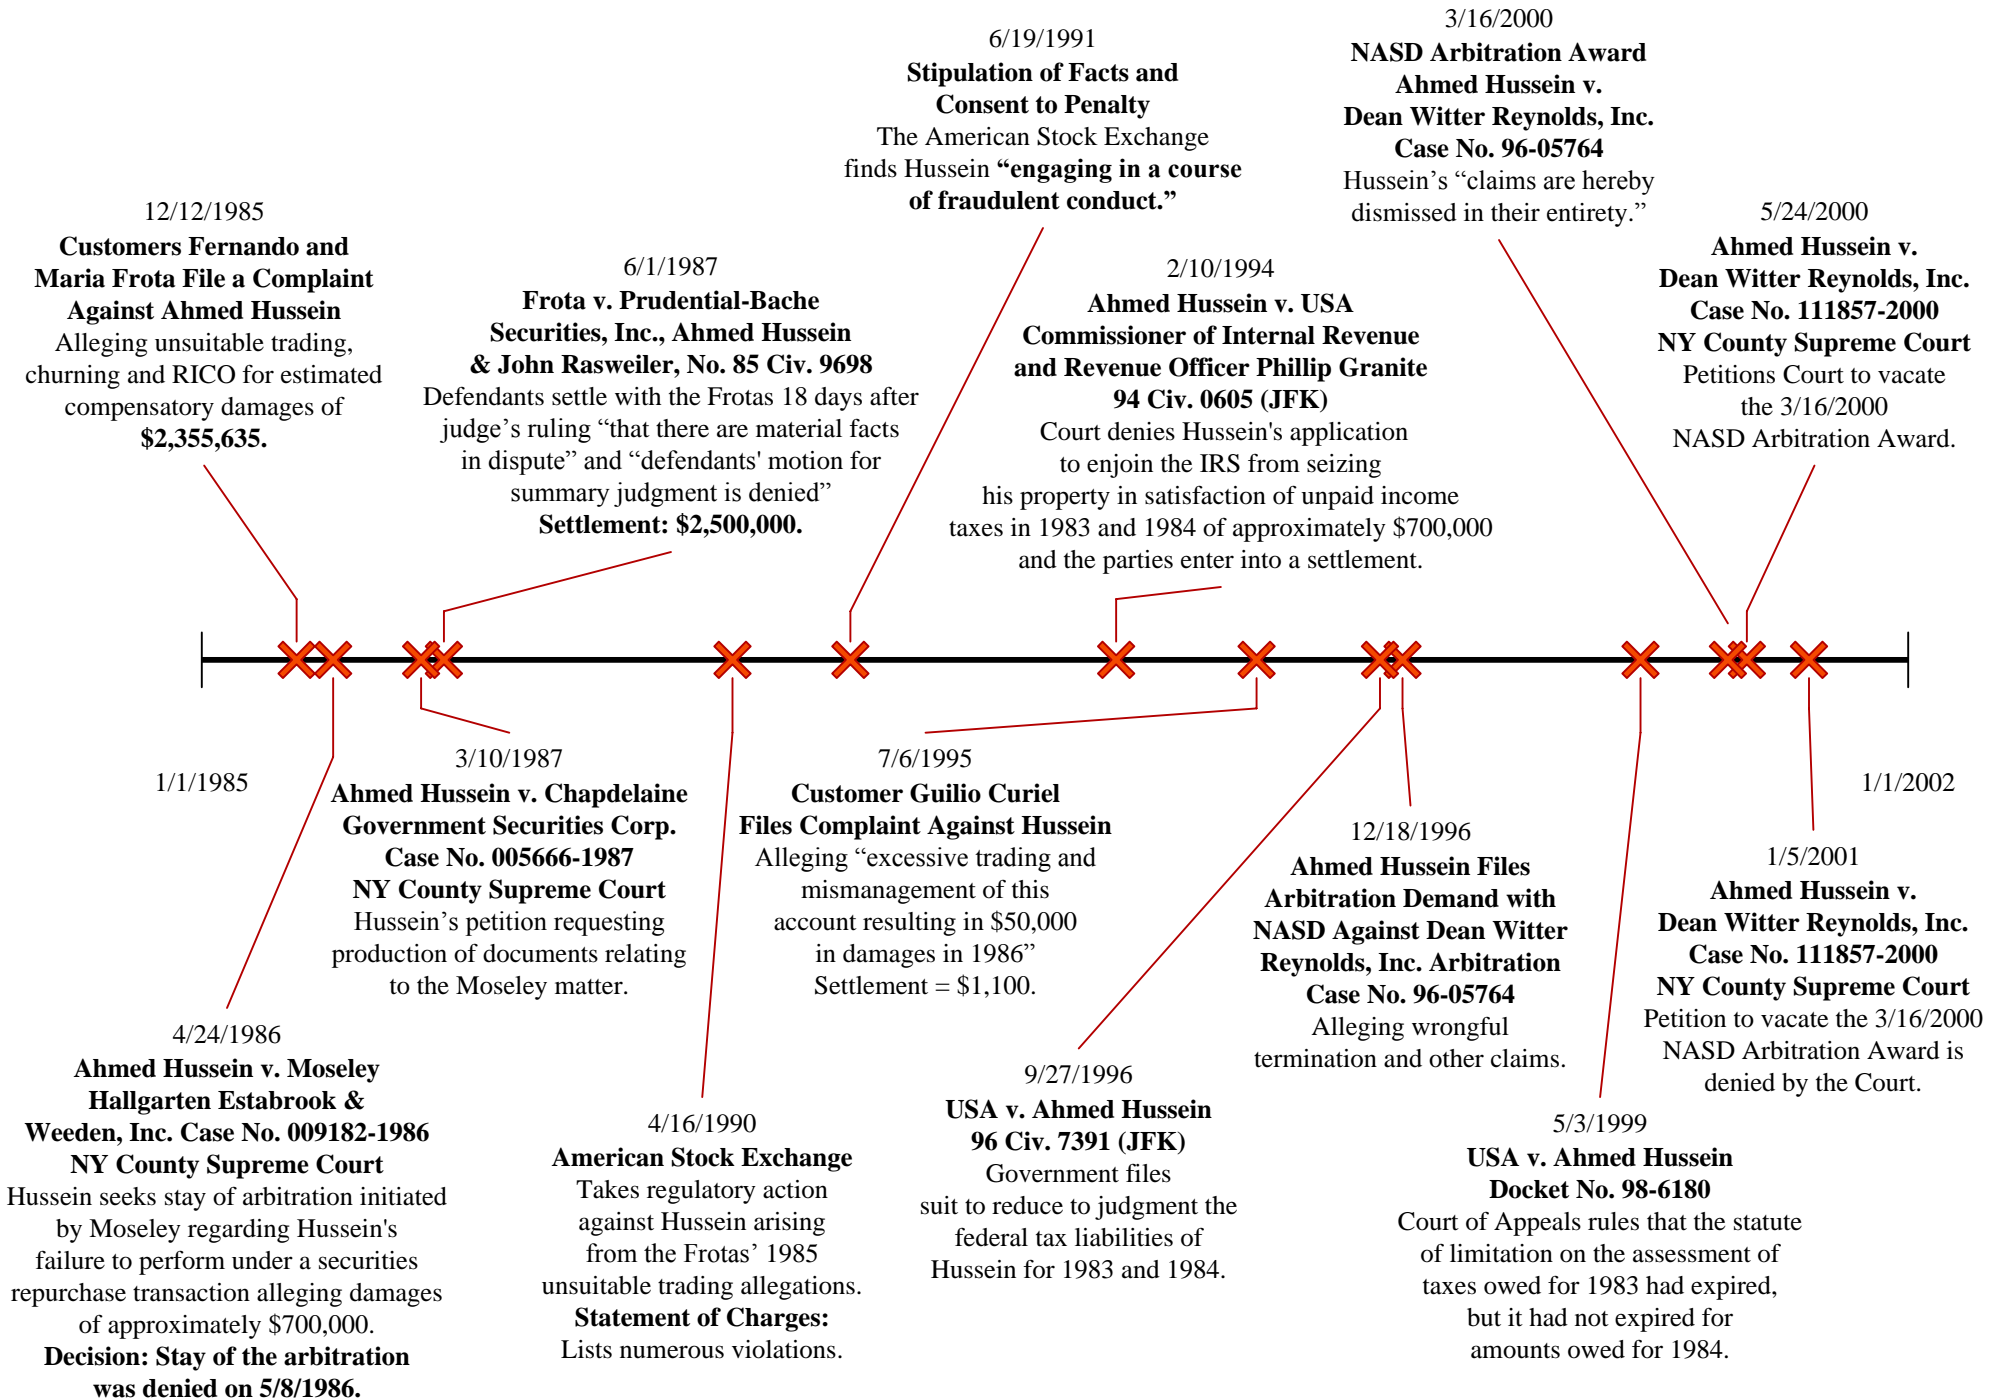 12/12/1985
Customers Fernando and
Maria Frota File a Complaint
Against Ahmed Hussein
Alleging unsuitable trading,
churning and RICO for estimated
compensatory damages of
$2,355,635.
6/1/1987
Frota v. Prudential-Bache
Securities, Inc., Ahmed Hussein
& John Rasweiler, No. 85 Civ. 9698
Defendants settle with the Frotas 18 days after
judge’s ruling “that there are material facts
in dispute” and “defendants' motion for
summary judgment is denied”
Settlement: $2,500,000.
6/19/1991
Stipulation of Facts and
Consent to Penalty
The American Stock Exchange
finds Hussein “engaging in a course
of fraudulent conduct.”
2/10/1994
Ahmed Hussein v. USA
Commissioner of Internal Revenue
and Revenue Officer Phillip Granite
94 Civ. 0605 (JFK)
Court denies Hussein's application
to enjoin the IRS from seizing
his property in satisfaction of unpaid income
taxes in 1983 and 1984 of approximately $700,000
and the parties enter into a settlement.
3/16/2000
NASD Arbitration Award
Ahmed Hussein v.
Dean Witter Reynolds, Inc.
Case No. 96-05764
Hussein’s “claims are hereby
dismissed in their entirety.”
5/24/2000
Ahmed Hussein v.
Dean Witter Reynolds, Inc.
Case No. 111857-2000
NY County Supreme Court
Petitions Court to vacate
the 3/16/2000
NASD Arbitration Award.
1/1/1985
4/24/1986
Ahmed Hussein v. Moseley
Hallgarten Estabrook &
Weeden, Inc. Case No. 009182-1986
NY County Supreme Court
Hussein seeks stay of arbitration initiated
by Moseley regarding Hussein's
failure to perform under a securities
repurchase transaction alleging damages
of approximately $700,000.
Decision: Stay of the arbitration
was denied on 5/8/1986.
3/10/1987
Ahmed Hussein v. Chapdelaine
Government Securities Corp.
Case No. 005666-1987
NY County Supreme Court
Hussein’s petition requesting
production of documents relating
to the Moseley matter.
4/16/1990
American Stock Exchange
Takes regulatory action
against Hussein arising
from the Frotas’ 1985
unsuitable trading allegations.
Statement of Charges:
Lists numerous violations.
7/6/1995
Customer Guilio Curiel
Files Complaint Against Hussein
Alleging “excessive trading and
mismanagement of this
account resulting in $50,000
in damages in 1986”
Settlement = $1,100.
9/27/1996
USA v. Ahmed Hussein
96 Civ. 7391 (JFK)
Government files
suit to reduce to judgment the
federal tax liabilities of
Hussein for 1983 and 1984.
12/18/1996
Ahmed Hussein Files
Arbitration Demand with
NASD Against Dean Witter
Reynolds, Inc. Arbitration
Case No. 96-05764
Alleging wrongful
termination and other claims.
5/3/1999
USA v. Ahmed Hussein
Docket No. 98-6180
Court of Appeals rules that the statute
of limitation on the assessment of
taxes owed for 1983 had expired,
but it had not expired for
amounts owed for 1984.
1/5/2001
Ahmed Hussein v.
Dean Witter Reynolds, Inc.
Case No. 111857-2000
NY County Supreme Court
Petition to vacate the 3/16/2000
NASD Arbitration Award is
denied by the Court.
1/1/2002